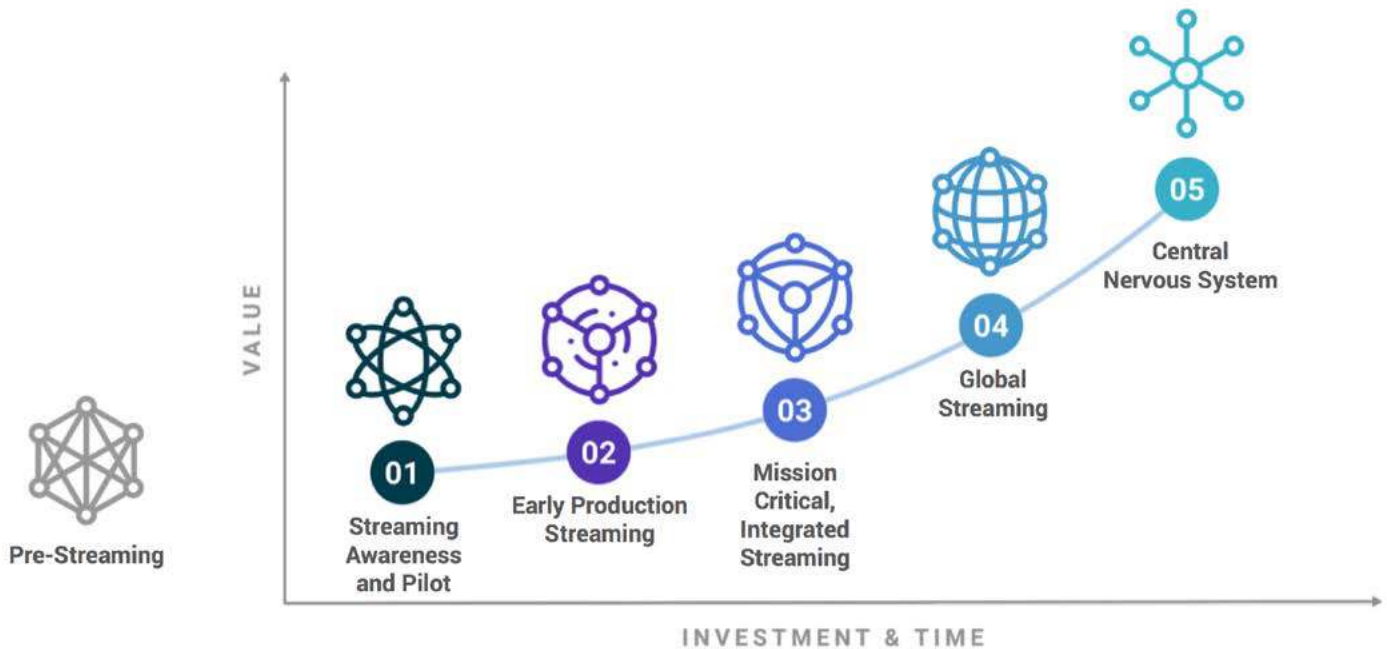 VALUE
Pre-Streaming
01
Streaming
Awareness
and Pilot
02
Early Production
Streaming
03
Mission
Critical,
Integrated
Streaming
04
Global
Streaming
05
Central
Nervous System
INVESTMENT & TIME